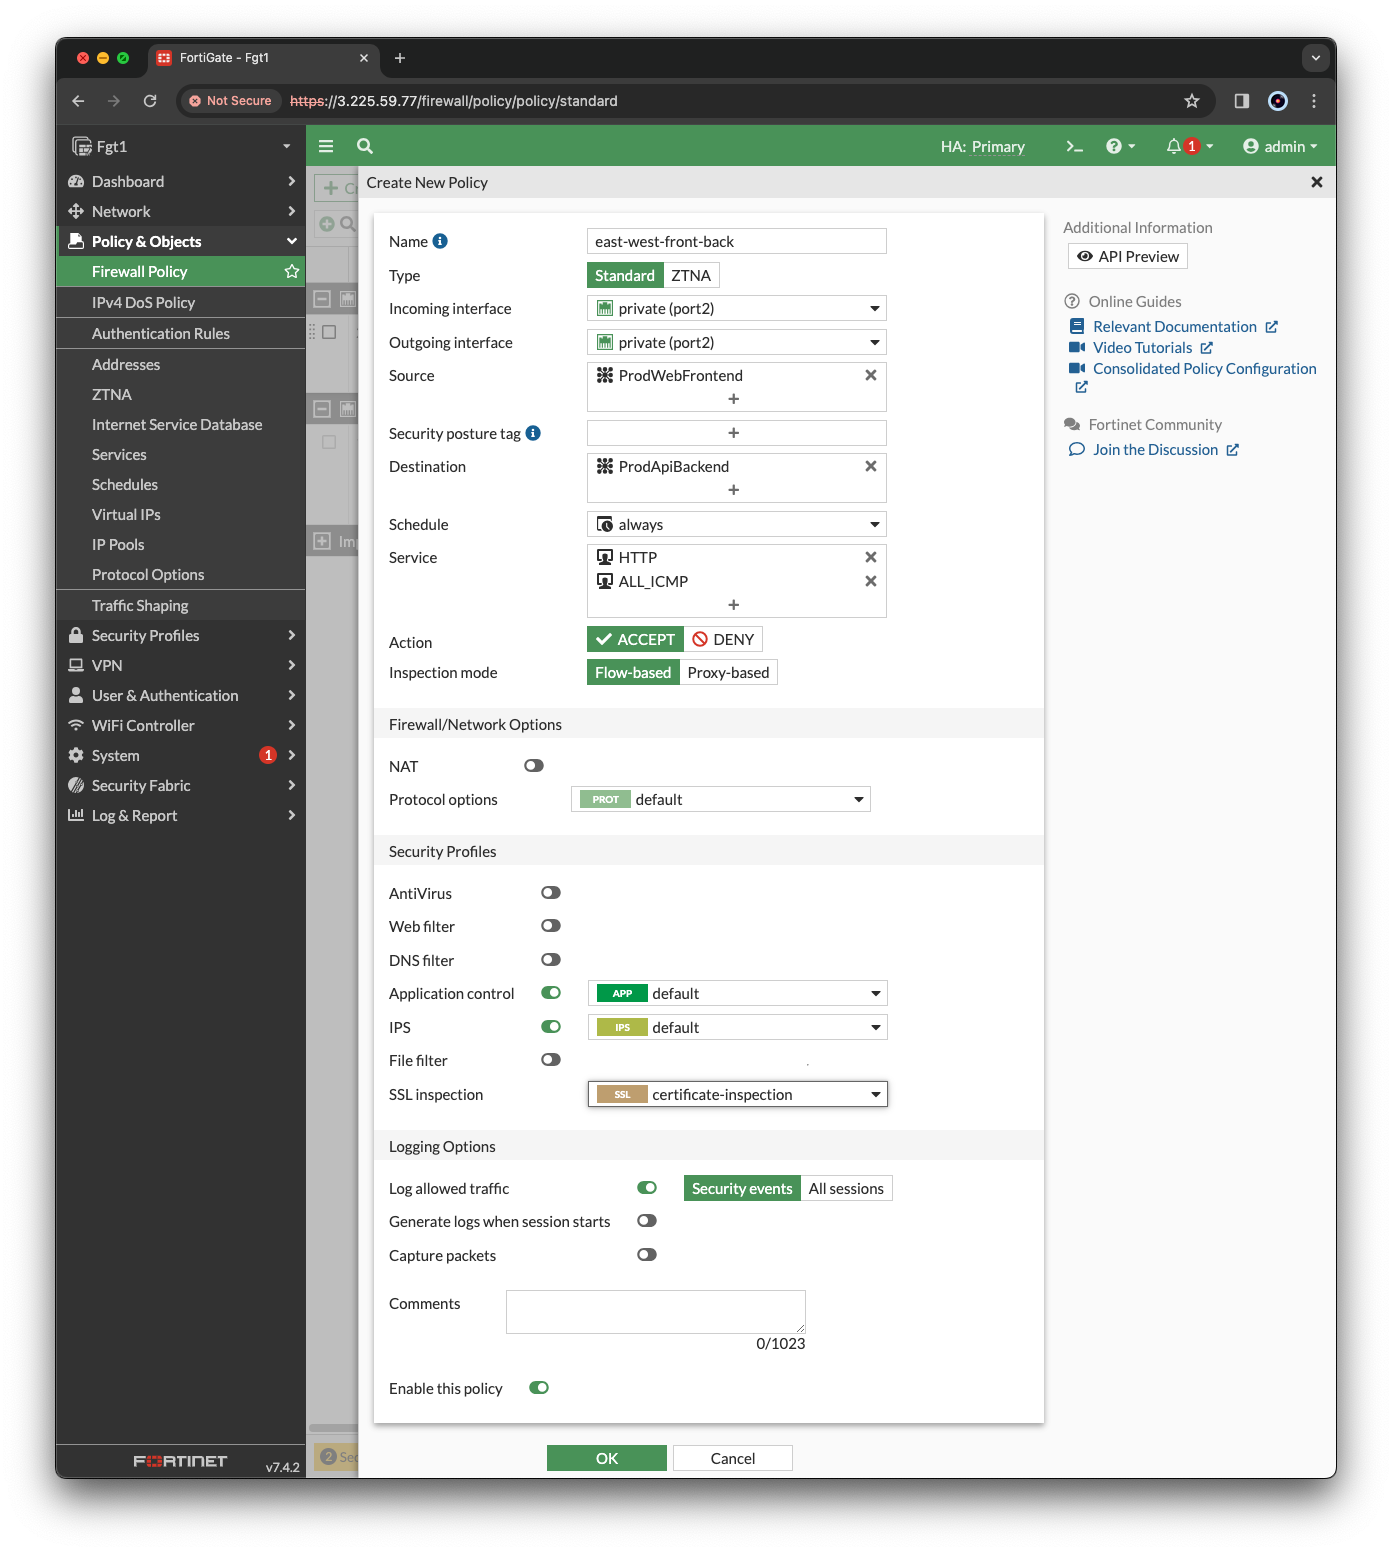 FortiGate - Fgt1
Not Secure https://3.225.59.77/firewall/policy/policy/standard
Fgt1
HA: Primary
1
admin
Dashboard
Network
Policy & Objects
Firewall Policy
IPv4 DoS Policy
Authentication Rules
Addresses
ZTNA
Internet Service Database
Services
Schedules
Virtual IPs
IP Pools
Protocol Options
Traffic Shaping
Security Profiles
VPN
User & Authentication
WiFi Controller
System 1
Security Fabric
Log & Report
FORTINET
v7.4.2
Create New Policy
Name east-west-front-back
Type Standard ZTNA
Incoming interface private (port2)
Outgoing interface private (port2)
Source ProdWebFrontend
Security posture tag
Destination ProdApiBackend
Schedule always
Service HTTP
ALL_ICMP
Action ACCEPT DENY
Inspection mode Flow-based Proxy-based
Firewall/Network Options
NAT
Protocol options PROT default
Security Profiles
AntiVirus
Web filter
DNS filter
Application control APP default
IPS IPS default
File filter
SSL inspection SSL certificate-inspection
Logging Options
Log allowed traffic Security events All sessions
Generate logs when session starts
Capture packets
Comments
0/1023
Enable this policy
OK Cancel
Additional Information
API Preview
Online Guides
Relevant Documentation
Video Tutorials
Consolidated Policy Configuration
Fortinet Community
Join the Discussion
2